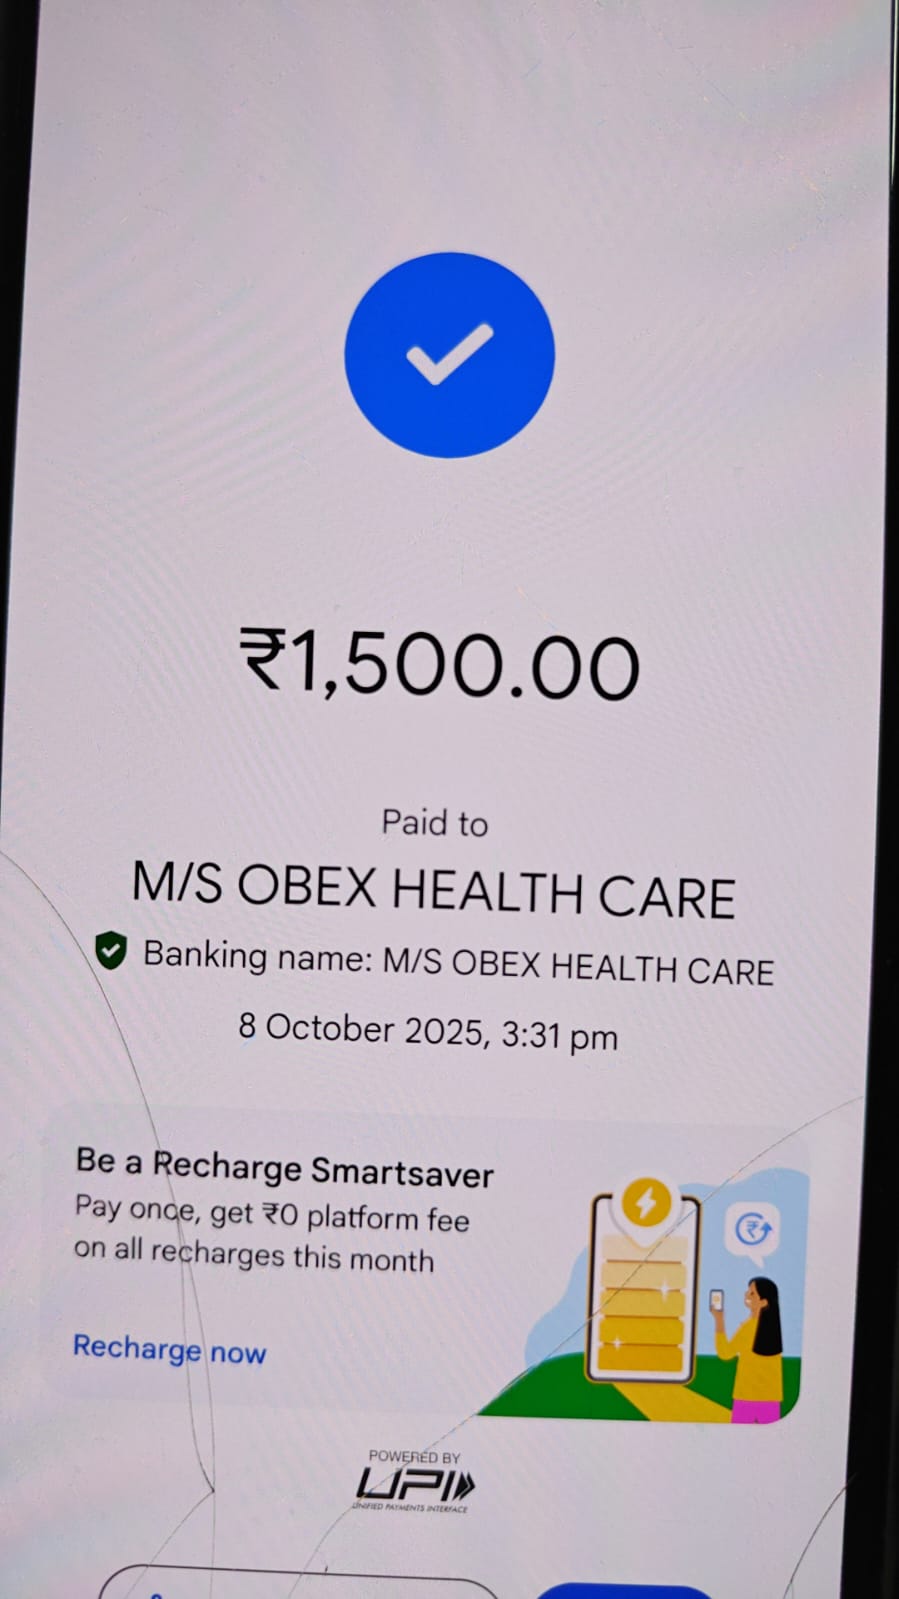 ₹1,500.00
Paid to
M/S OBEX HEALTH CARE
Banking name: M/S OBEX HEALTH CARE
8 October 2025, 3:31 pm
Be a Recharge Smartsaver
Pay once, get ₹0 platform fee
on all recharges this month
Recharge now
POWERED BY
UPI
UNIFIED PAYMENTS INTERFACE